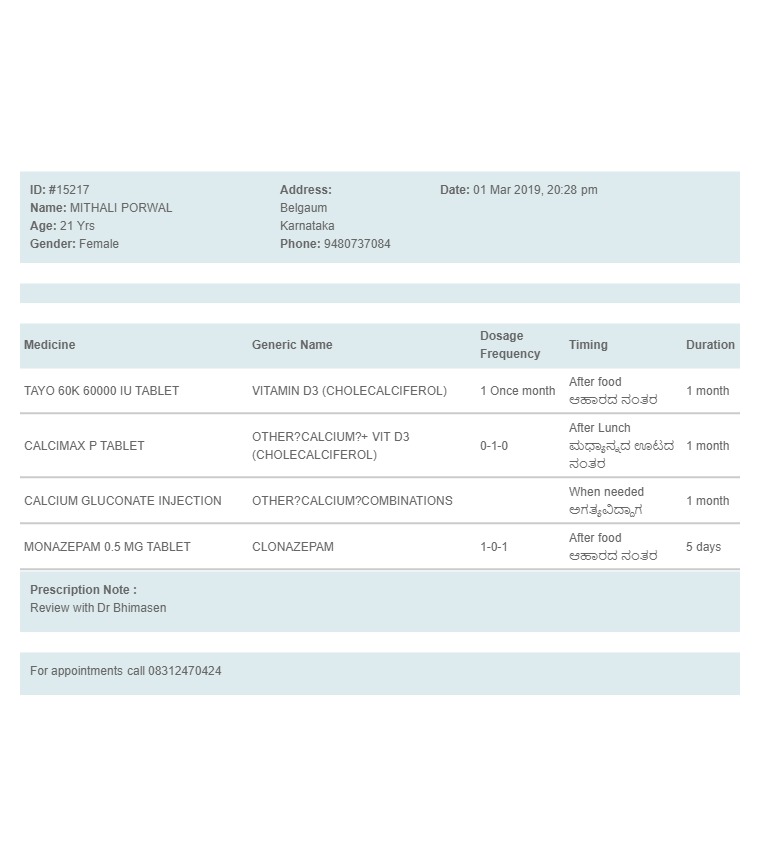 ID: #15217 Address: Date: 01 Mar 2019, 20:28 pm
Name: MITHALI PORWAL Belgaum
Age: 21 Yrs Karnataka
Gender: Female Phone: 9480737084
Medicine Generic Name Dosage Frequency Timing Duration
TAYO 60K 60000 IU TABLET VITAMIN D3 (CHOLECALCIFEROL) 1 Once month After food 1 month
ಆಹಾರದ ನಂತರ
CALCIMAX P TABLET OTHER?CALCIUM?+ VIT D3 (CHOLECALCIFEROL) 0-1-0 After Lunch 1 month
ಮಧ್ಯಾನ್ನದ ಊಟದ
ನಂತರ
CALCIUM GLUCONATE INJECTION OTHER?CALCIUM?COMBINATIONS When needed 1 month
ಅಗತ್ಯವಿದ್ದಾಗ
MONAZEPAM 0.5 MG TABLET CLONAZEPAM 1-0-1 After food 5 days
ಆಹಾರದ ನಂತರ
Prescription Note :
Review with Dr Bhimasen
For appointments call 08312470424